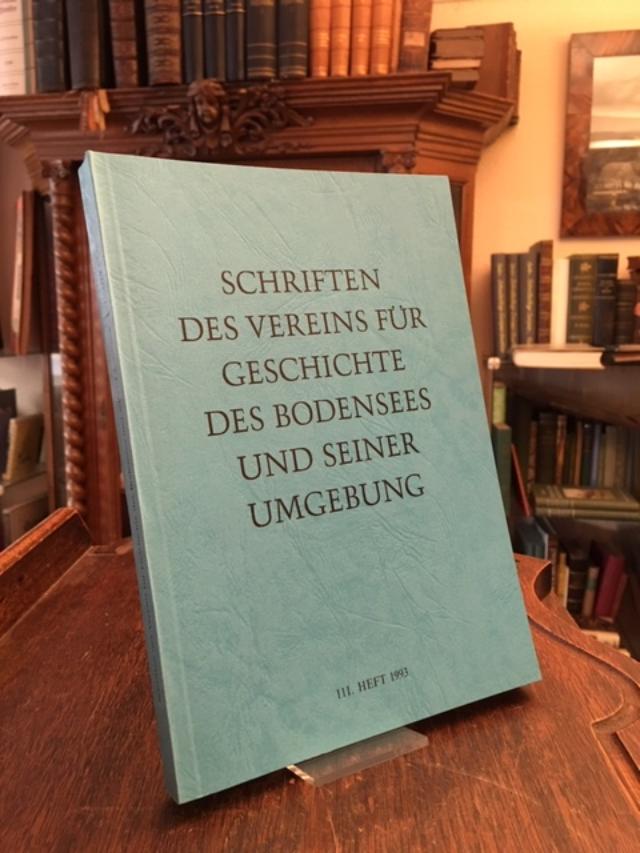 SCHRIFTEN
DES VEREINS FÜR
GESCHICHTE
DES BODENSEES
UND SEINER
UMGEBUNG
111. HEFT 1993